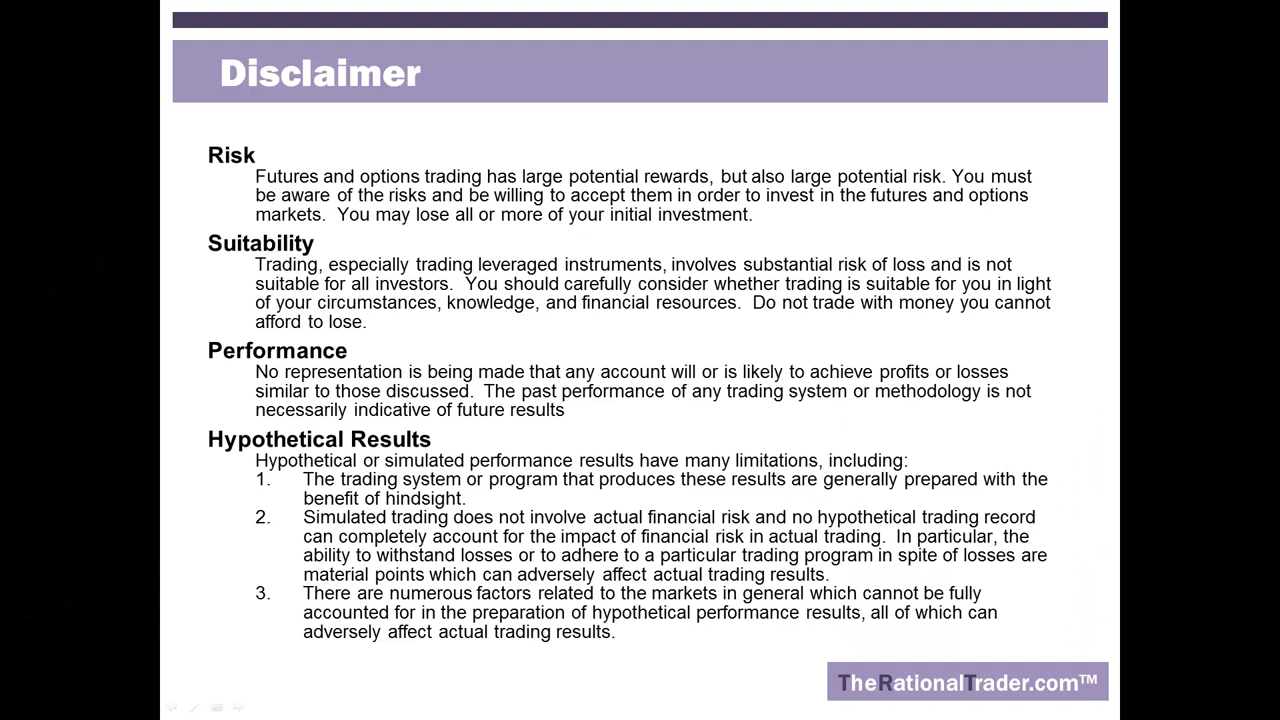 Disclaimer
Risk
Futures and options trading has large potential rewards, but also large potential risk. You must
be aware of the risks and be willing to accept them in order to invest in the futures and options
markets.  You may lose all or more of your initial investment.
Suitability
Trading, especially trading leveraged instruments, involves substantial risk of loss and is not
suitable for all investors.  You should carefully consider whether trading is suitable for you in light
of your circumstances, knowledge, and financial resources.  Do not trade with money you cannot
afford to lose.
Performance
No representation is being made that any account will or is likely to achieve profits or losses
similar to those discussed.  The past performance of any trading system or methodology is not
necessarily indicative of future results
Hypothetical Results
Hypothetical or simulated performance results have many limitations, including:
1. The trading system or program that produces these results are generally prepared with the
benefit of hindsight.
2. Simulated trading does not involve actual financial risk and no hypothetical trading record
can completely account for the impact of financial risk in actual trading.  In particular, the
ability to withstand losses or to adhere to a particular trading program in spite of losses are
material points which can adversely affect actual trading results.
3. There are numerous factors related to the markets in general which cannot be fully
accounted for in the preparation of hypothetical performance results, all of which can
adversely affect actual trading results.
TheRationalTrader.com™